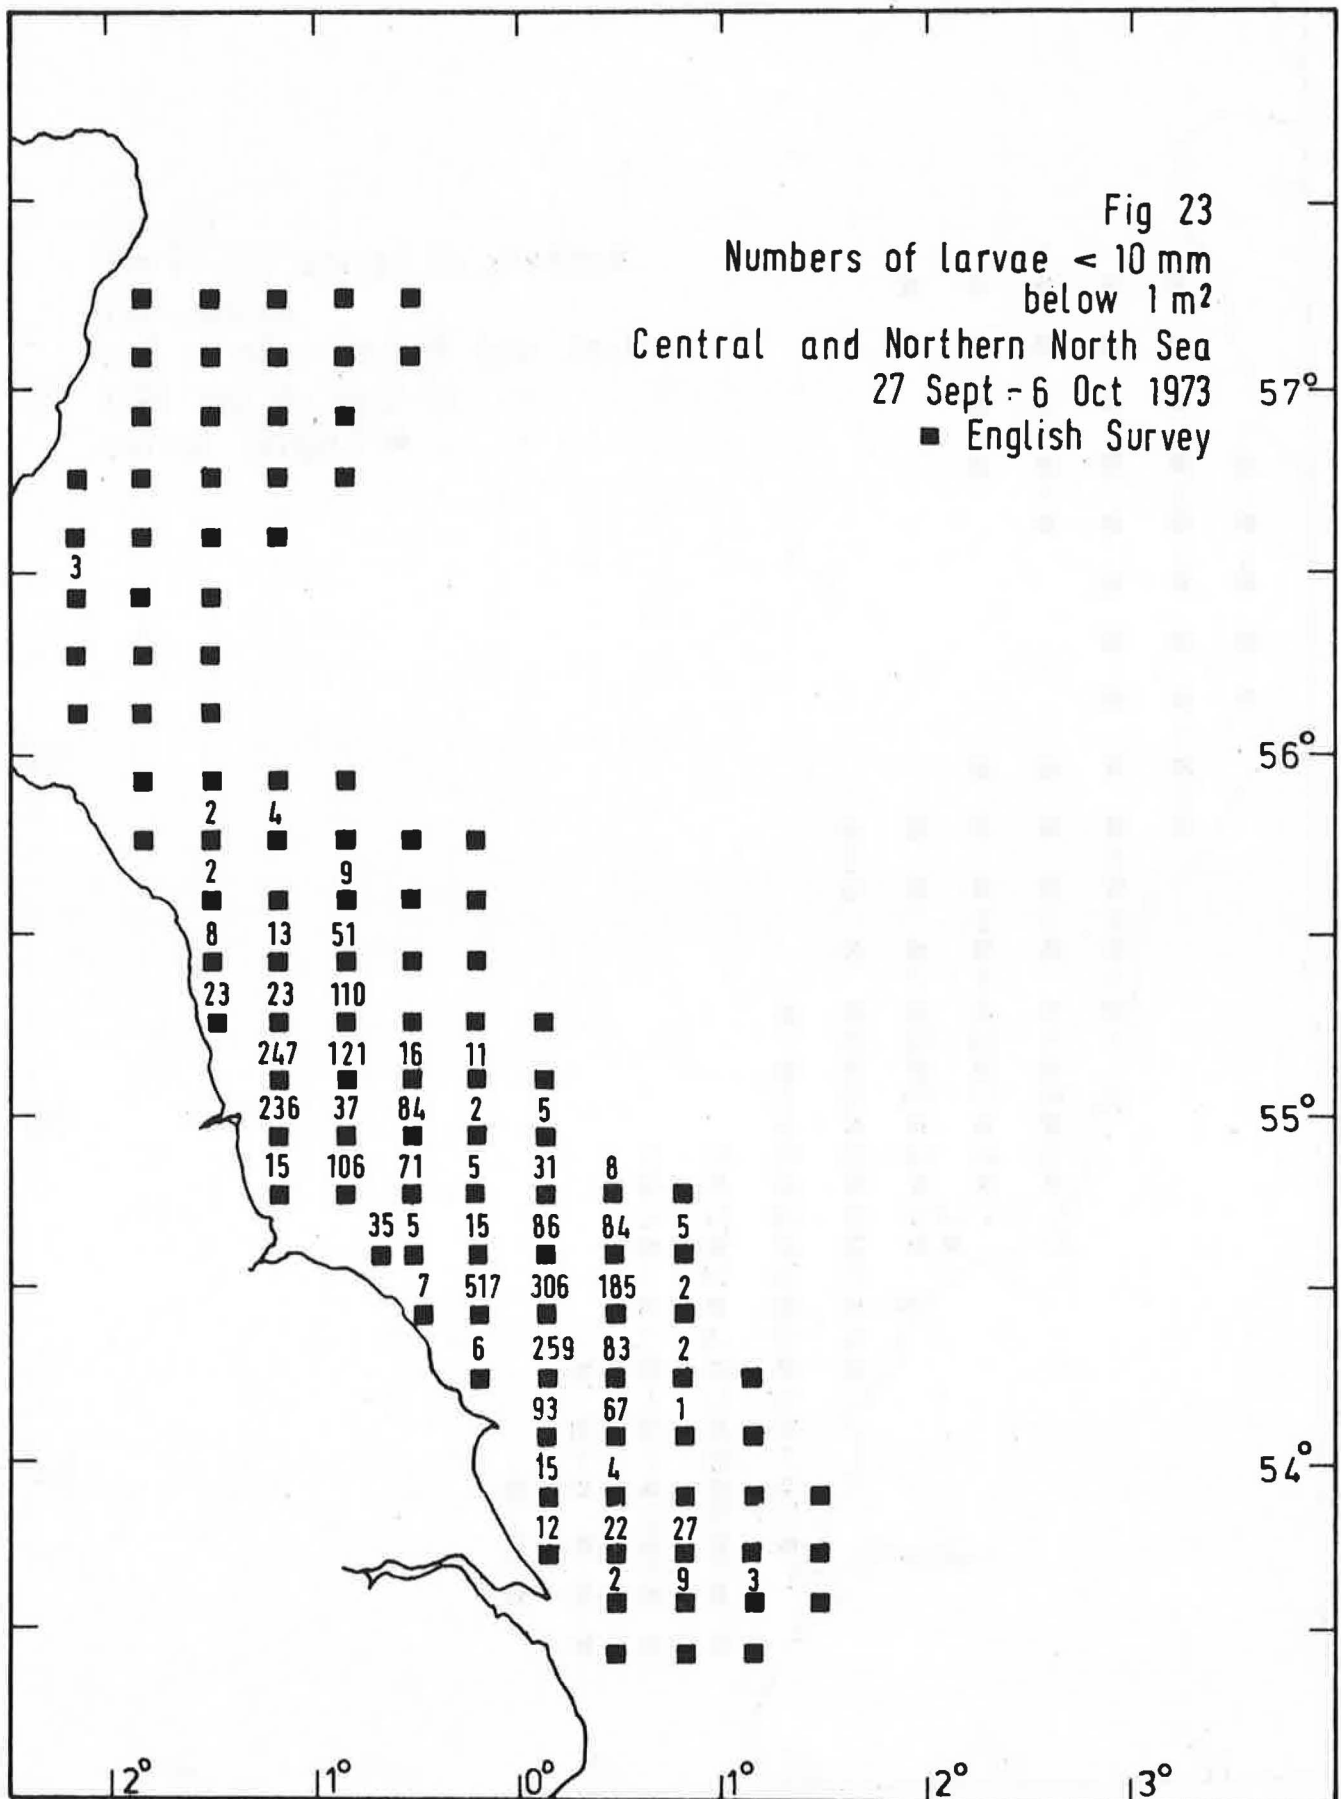 Fig 23
Numbers of larvae < 10 mm
below 1 m²
Central and Northern North Sea
27 Sept - 6 Oct 1973
57°
■ English Survey
3
56°
2 4
2 9
8 13 51
23 23 110
247 121 16 11
236 37 84 2 5
55°
15 106 71 5 31 8
35 5 15 86 84 5
7 517 306 185 2
6 259 83 2
93 67 1
15 4
54°
12 22 27
2 9 3
2° 1° 0° 1° 2° 3°